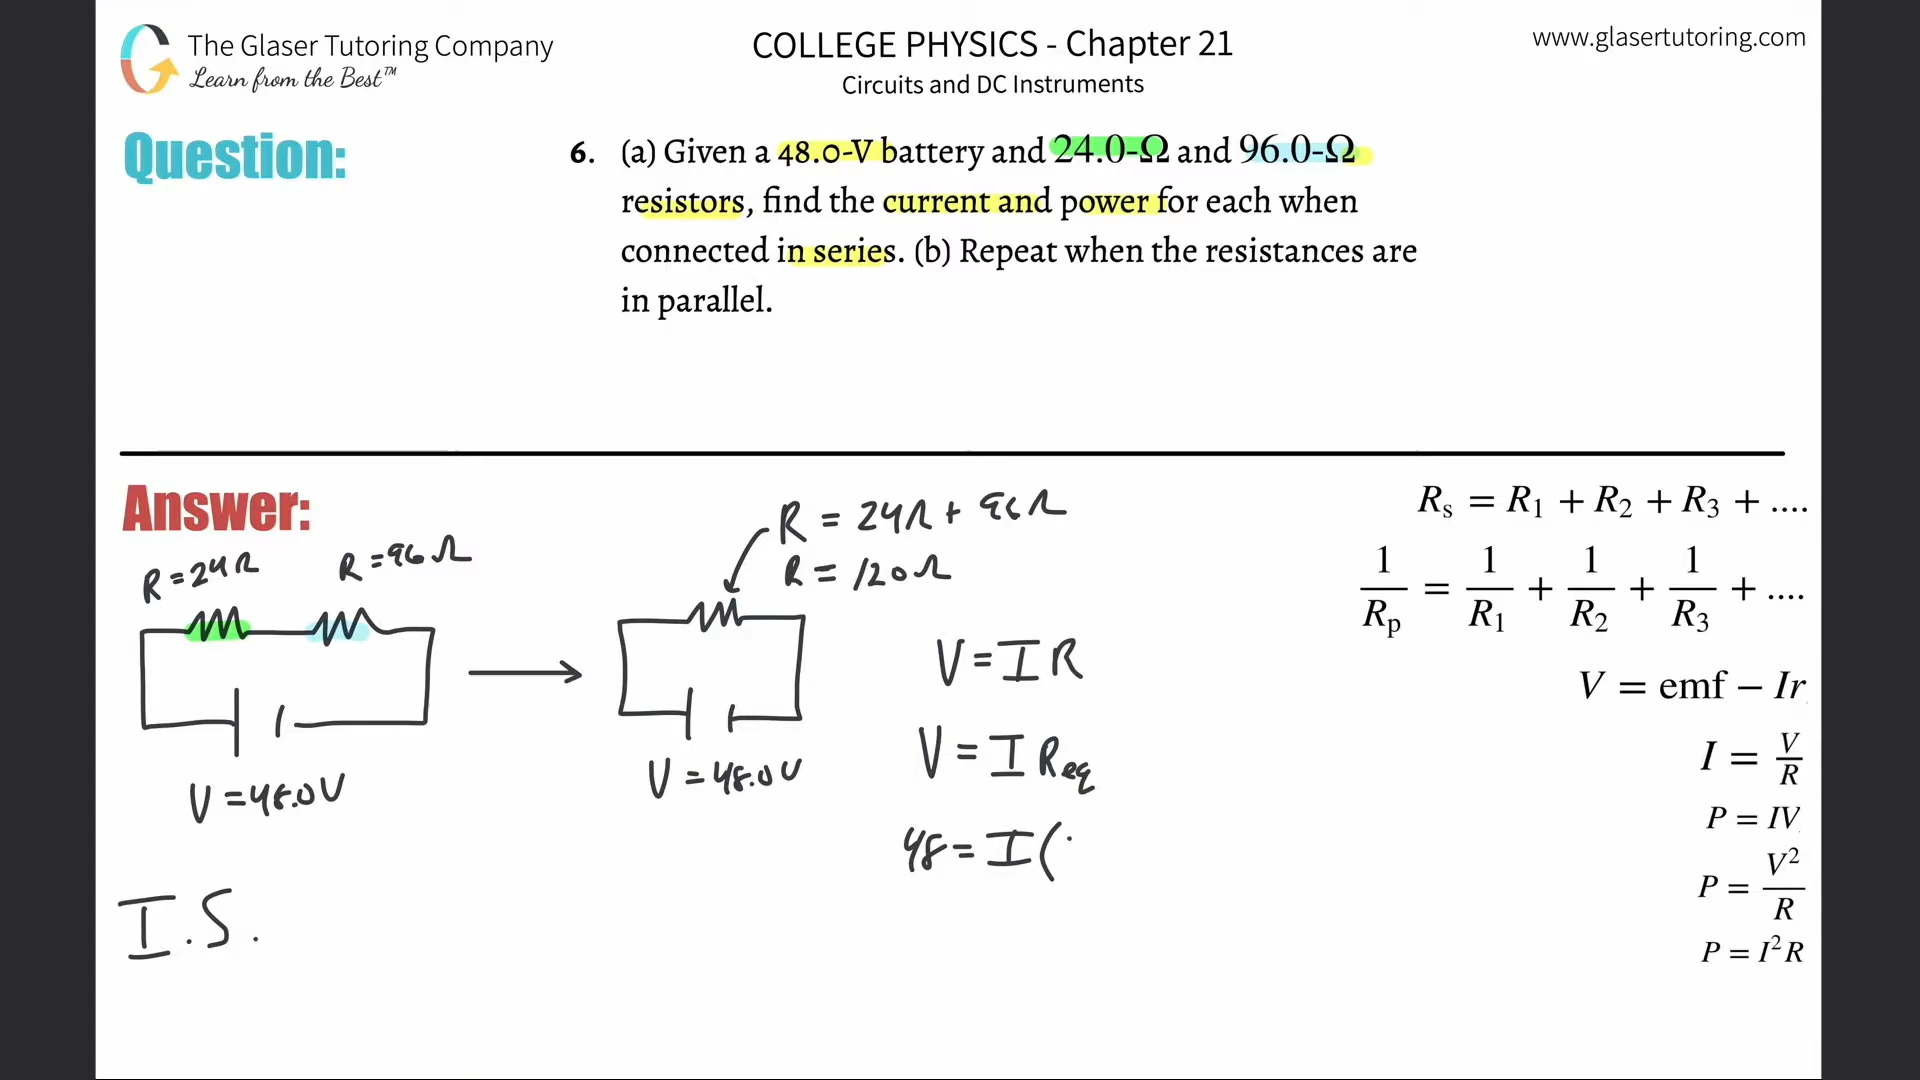 The Glaser Tutoring Company
Learn from the Best™
COLLEGE PHYSICS - Chapter 21
Circuits and DC Instruments
www.glasertutoring.com
Question:
6. (a) Given a 48.0-V battery and 24.0-Ω and 96.0-Ω
resistors, find the current and power for each when
connected in series. (b) Repeat when the resistances are
in parallel.
Answer:
R = 24Ω
R = 96Ω
V = 48.0V
I.S.
R = 24Ω + 96Ω
R = 120Ω
V = 48.0V
V = IR
V = I Req
48 = I(
Rs = R1 + R2 + R3 + ....
1/Rp = 1/R1 + 1/R2 + 1/R3 + ....
V = emf − Ir
I = V/R
P = IV
P = V²/R
P = I²R